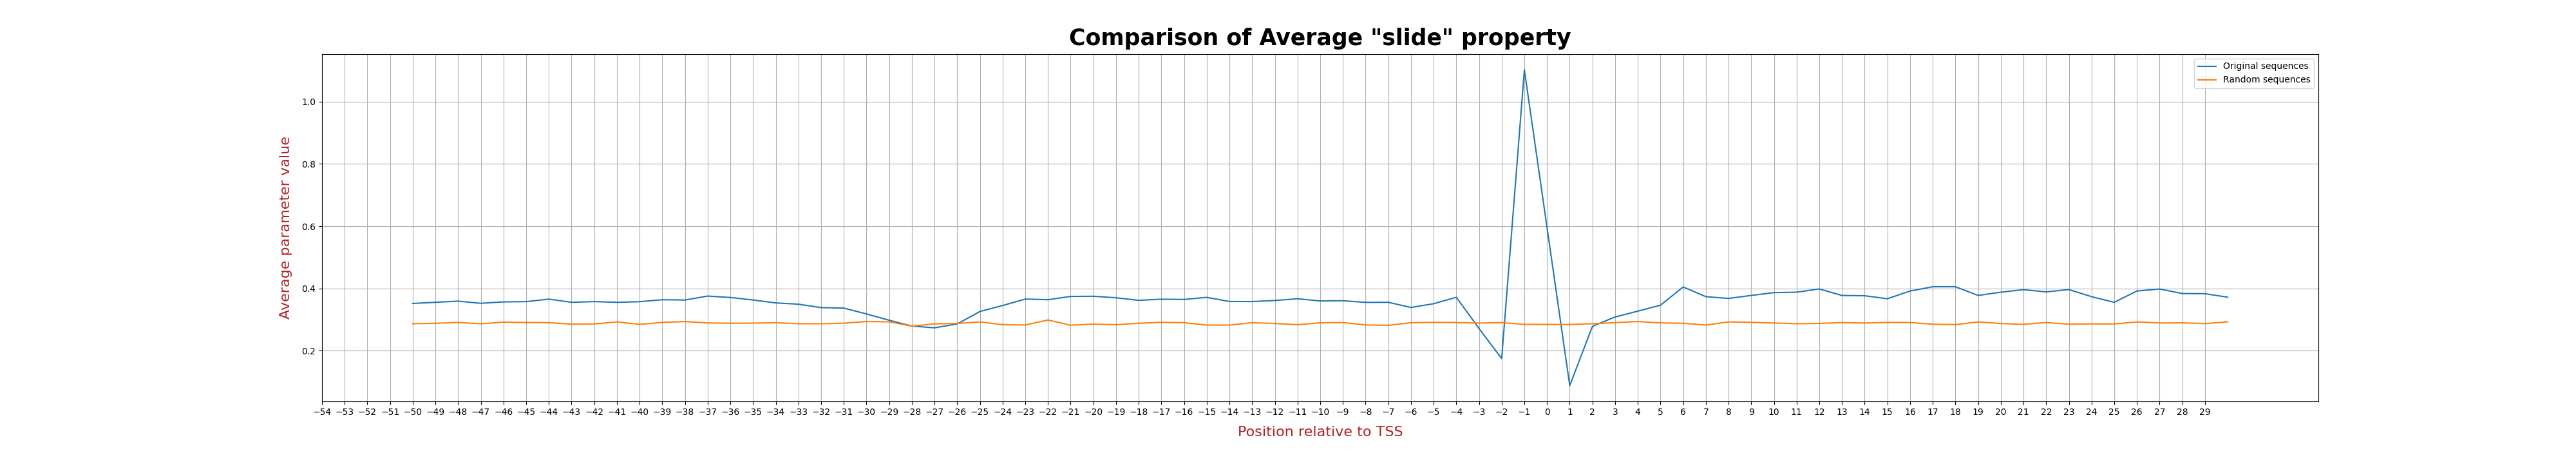 Comparison of Average "slide" property
Original sequences
Random sequences
Average parameter value
1.0
0.8
0.6
0.4
0.2
−54 −53 −52 −51 −50 −49 −48 −47 −46 −45 −44 −43 −42 −41 −40 −39 −38 −37 −36 −35 −34 −33 −32 −31 −30 −29 −28 −27 −26 −25 −24 −23 −22 −21 −20 −19 −18 −17 −16 −15 −14 −13 −12 −11 −10 −9 −8 −7 −6 −5 −4 −3 −2 −1 0 1 2 3 4 5 6 7 8 9 10 11 12 13 14 15 16 17 18 19 20 21 22 23 24 25 26 27 28 29
Position relative to TSS